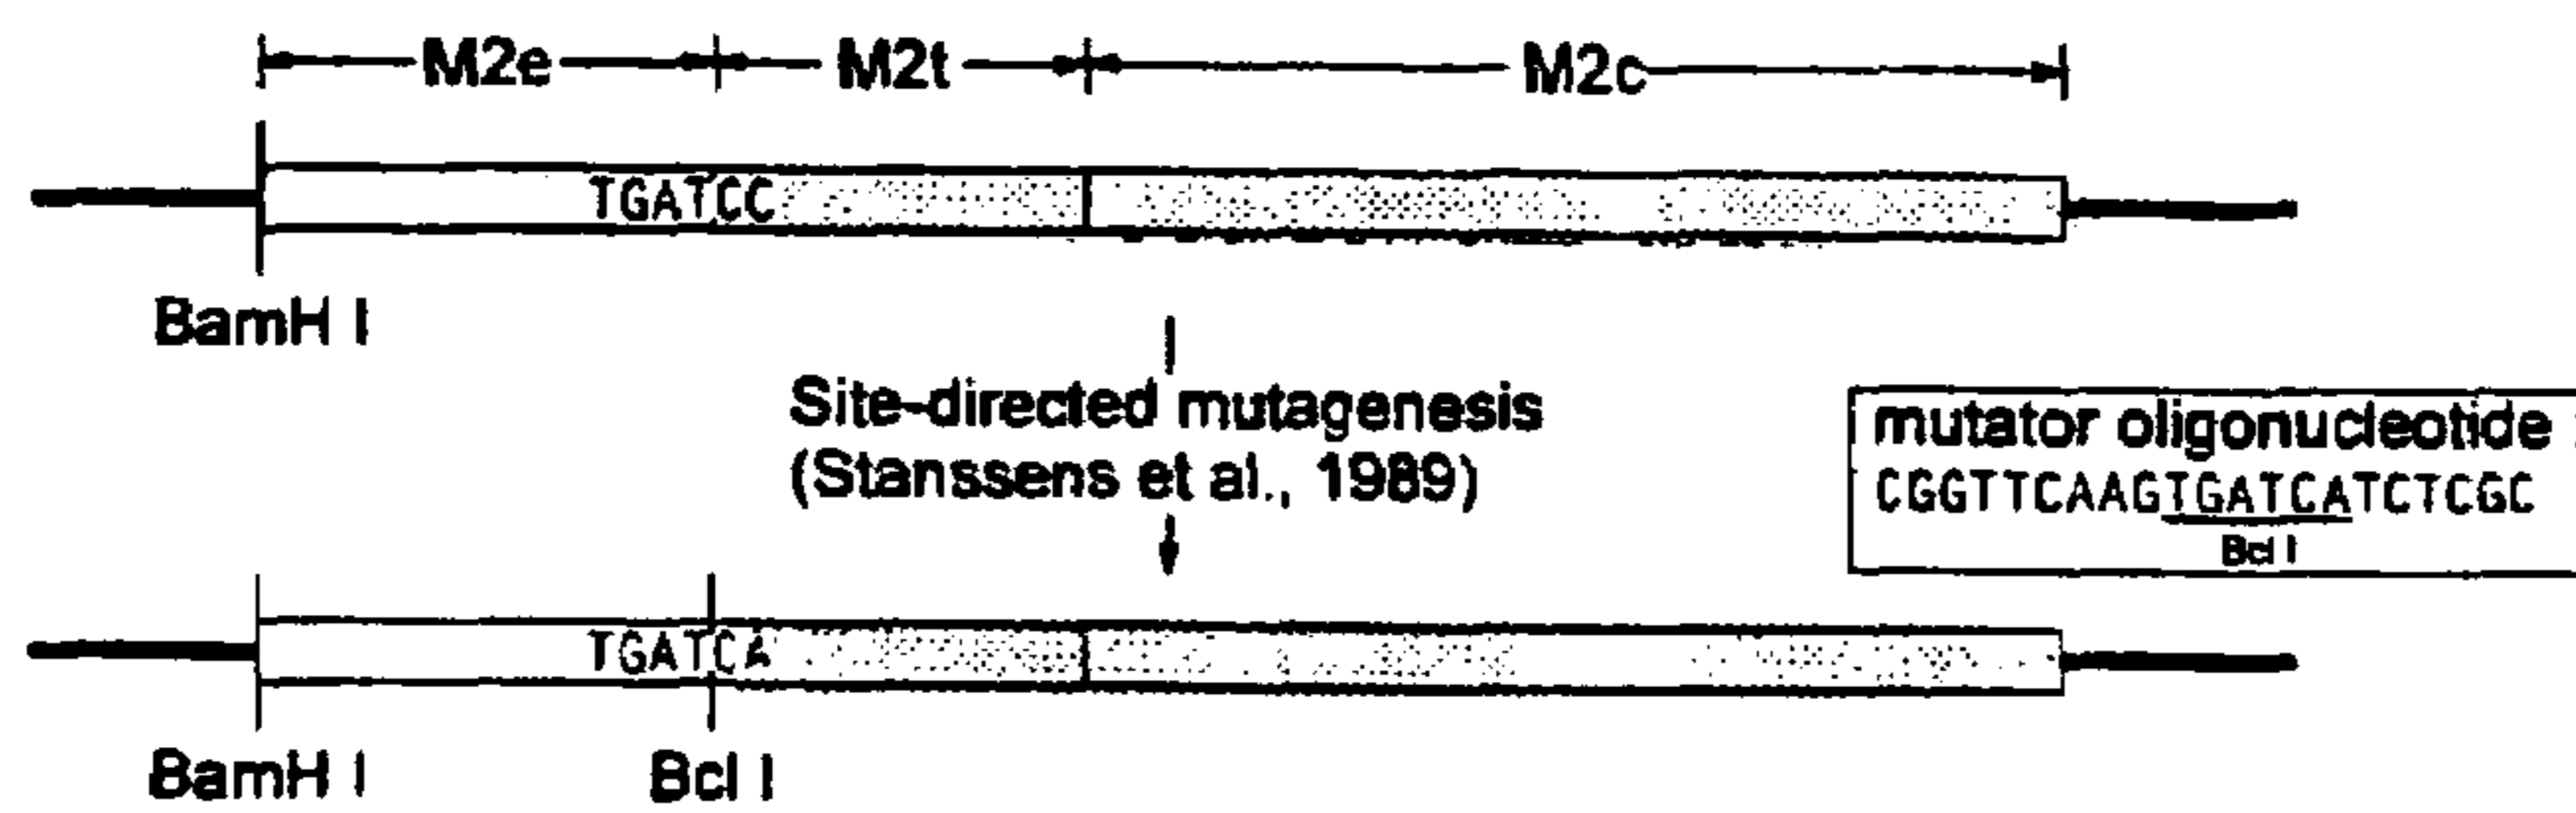 M2e M2t M2c
TGATCC
BamH I
Site-directed mutagenesis
(Stanssens et al., 1989)
mutator oligonucleotide :
CGGTTCAAGTGATCATCTCGC
Bcl I
TGATCA
BamH I Bcl I